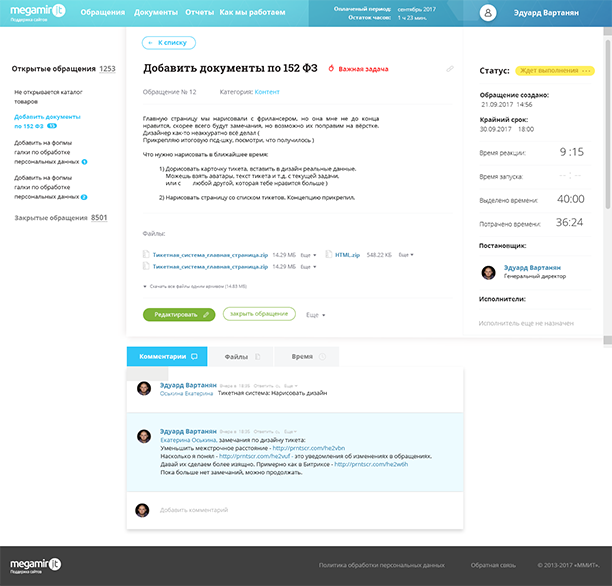 megamir it
Поддержка сайтов
Обращения Документы Отчеты Как мы работаем
Оплаченый период: сентябрь 2017
Остаток часов: 1 ч 23 мин.
Эдуард Вартанян
Открытые обращения 1253
Не открывается каталог
товаров
Добавить документы
по 152 ФЗ
Добавить на фопмы
галки по обработке
персональных данных
Добавить на фопмы
галки по обработке
персональных данных 2
Закрытые обращения 8501
← К списку
Добавить документы по 152 ФЗ
Важная задача
Обращение № 12 Категория: Контент
Главную страницу мы нарисовали с фрилансером, но она мне не до конца
нравится, скорее всего будут замечания, но возможно их поправим на вёрстке.
Дизайнер как-то неаккуратно всё делал (
Прикрепляю итоговую psd-шку, посмотри, что получилось )
Что нужно нарисовать в ближайшее время:
1) Дорисовать карточку тикета, вставить в дизайн реальные данные.
Можешь взять аватары, текст тикета и т.д. с текущей задачи,
или с любой другой, которая тебе нравится больше )
2) Нарисовать страницу со списком тикетов. Концепцию прикрепил.
Файлы:
Тикетная_система_главная_страница.zip 14.29 МБ Еще
HTML.zip 548.22 КБ Еще
Тикетная_система_главная_страница.zip 14.29 МБ Еще
Скачать все файлы одним архивом (14.83 МБ)
Редактировать
закрыть обращение
Еще
Статус: Ждет выполнения ...
Обращение создано:
21.09.2017 14:56
Крайний срок:
30.09.2017 18:00
Время реакции: 9 :15
Время запуска: -- : --
Выделено времени: 40:00
Потрачено времени: 36:24
Постановщик:
Эдуард Вартанян
Генеральный директор
Исполнители:
Исполнитель еще не назначен
Комментарии Файлы Время
Эдуард Вартанян Вчера в Ответить Еще
Оськина Екатерина Тикетная система: Нарисовать дизайн
Эдуард Вартанян Вчера в Ответить Еще
Екатерина Оськина, замечания по дизайну тикета:
Уменьшить межстрочное расстояние - http://prntscr.com/he2vbn
Насколько я понял - http://prntscr.com/he2vuf - это уведомления об изменениях в обращениях.
Давай их сделаем более изящно. Примерно как в Битриксе - http://prntscr.com/he2w6h
Пока больше нет замечаний, можно продолжать.
Добавить комментарий
megamir it
Поддержка сайтов
Политика обработки персональных данных
Обратная связь
© 2013-2017 «ММИТ».